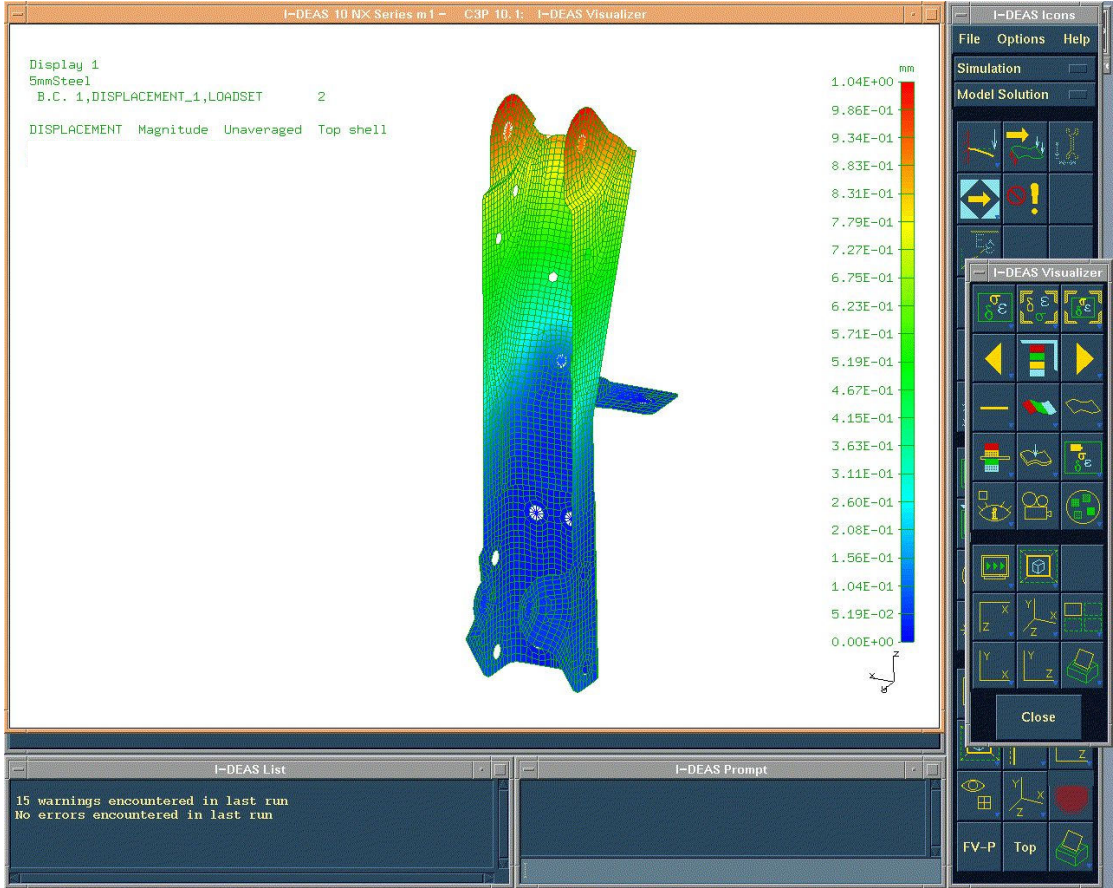 I-DEAS 10 NX Series m1 - C3P 10.1: I-DEAS Visualizer
Display 1
5mmSteel
B.C. 1,DISPLACEMENT_1,LOADSET 2
DISPLACEMENT Magnitude Unaveraged Top shell
mm
1.04E+00
9.86E-01
9.34E-01
8.83E-01
8.31E-01
7.79E-01
7.27E-01
6.75E-01
6.23E-01
5.71E-01
5.19E-01
4.67E-01
4.15E-01
3.63E-01
3.11E-01
2.60E-01
2.08E-01
1.56E-01
1.04E-01
5.19E-02
0.00E+00
Z
X
I-DEAS Icons
File Options Help
Simulation
Model Solution
I-DEAS Visualizer
X
Z
Y
X
Z
Y
X
Y
Z
Close
Z
Y
X
Z
FV-P Top
I-DEAS List
15 warnings encountered in last run
No errors encountered in last run
I-DEAS Prompt